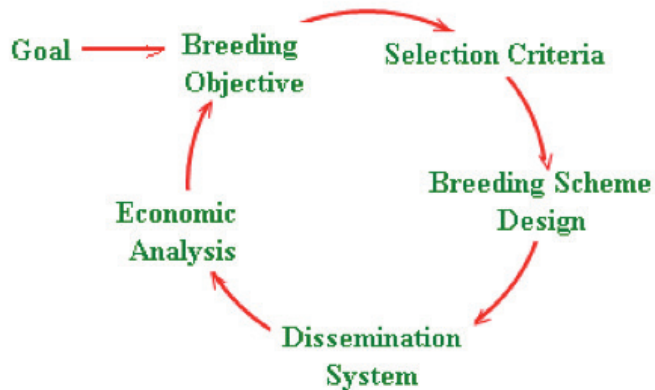 Goal
Breeding
Objective
Selection Criteria
Breeding Scheme
Design
Dissemination
System
Economic
Analysis